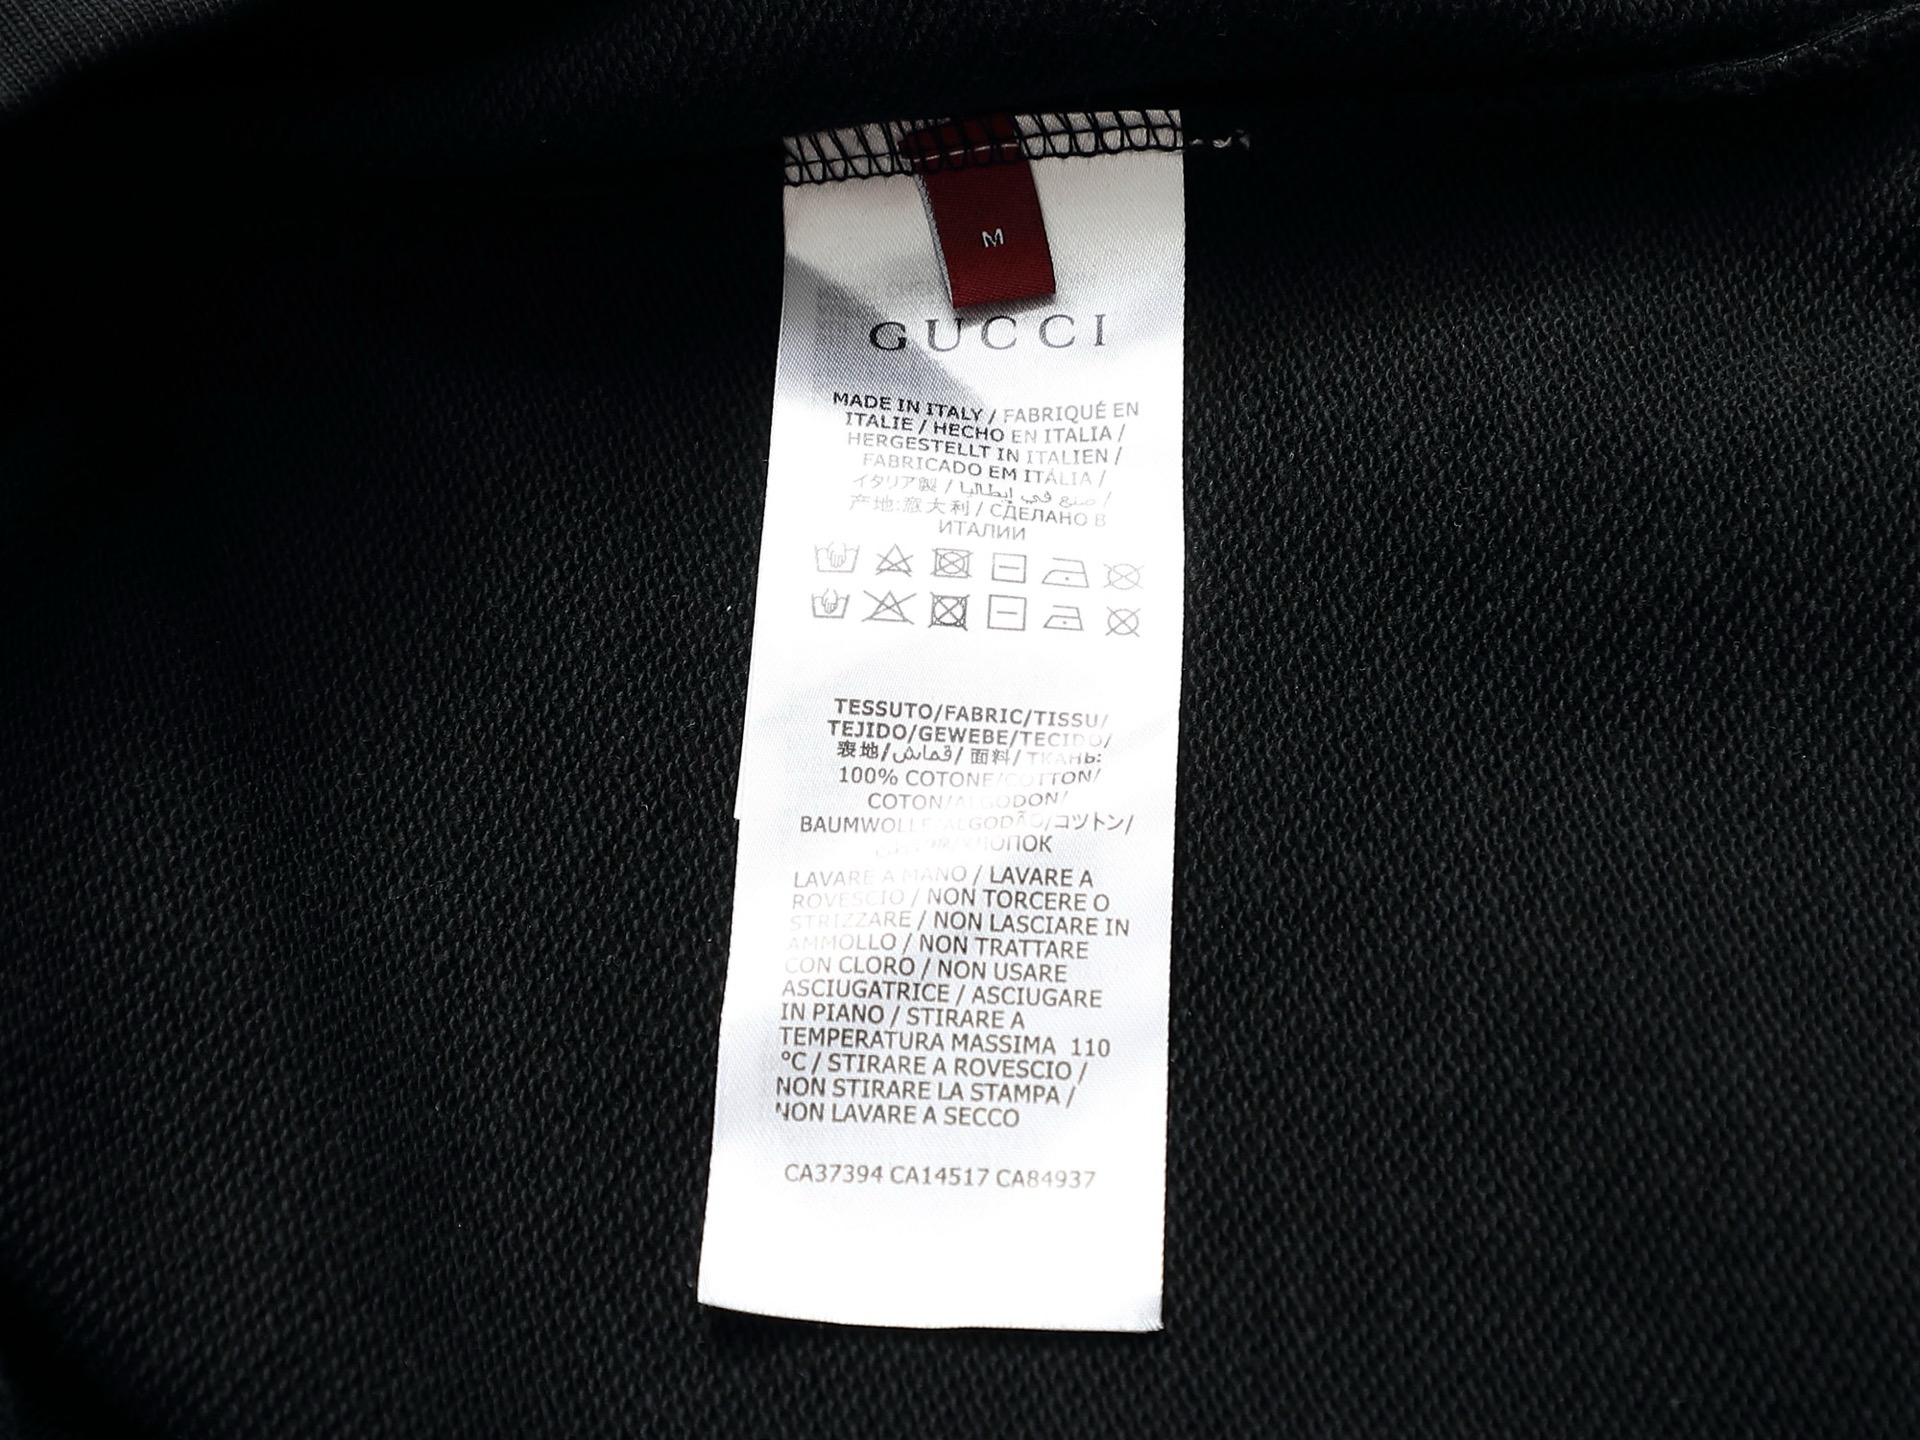 M
GUCCI
MADE IN ITALY / FABRIQUÉ EN
ITALIE / HECHO EN ITALIA /
HERGESTELLT IN ITALIEN /
FABRICADO EM ITÁLIA /
イタリア製 / صنع في إيطاليا /
产地:意大利 / СДЕЛАНО В
ИТАЛИИ
TESSUTO/FABRIC/TISSU/
TEJIDO/GEWEBE/TECIDO/
表地/قماش/ 面料/ ТКАНЬ:
100% COTONE/COTTON/
COTON/ALGODON/
BAUMWOLLE/ALGODÃO/コツトン/
ХЛОПОК
LAVARE A MANO / LAVARE A
ROVESCIO / NON TORCERE O
STRIZZARE / NON LASCIARE IN
AMMOLLO / NON TRATTARE
CON CLORO / NON USARE
ASCIUGATRICE / ASCIUGARE
IN PIANO / STIRARE A
TEMPERATURA MASSIMA 110
°C / STIRARE A ROVESCIO /
NON STIRARE LA STAMPA /
NON LAVARE A SECCO
CA37394 CA14517 CA84937